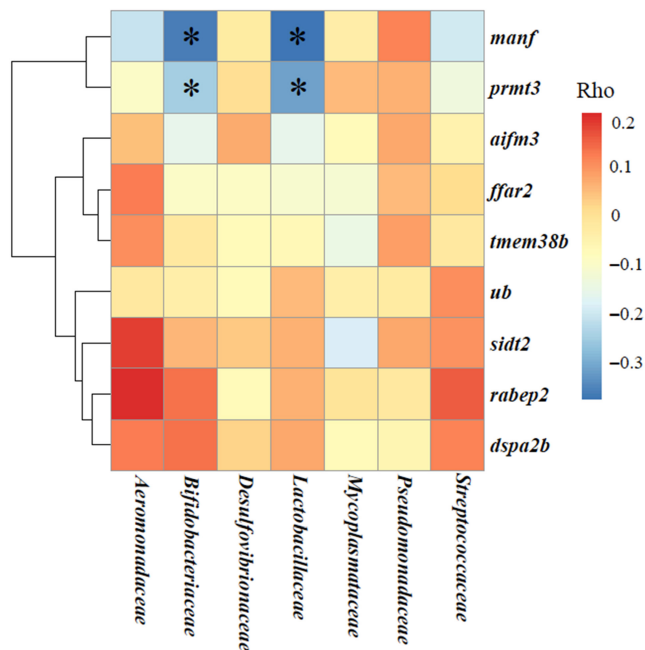 * * manf
* * prmt3
aifm3
ffar2
tmem38b
ub
sidt2
rabep2
dspa2b
Rho
0.2
0.1
0
−0.1
−0.2
−0.3
Aeromonadaceae
Bifidobacteriaceae
Desulfovibrionaceae
Lactobacillaceae
Mycoplasmataceae
Pseudomonadaceae
Streptococcaceae